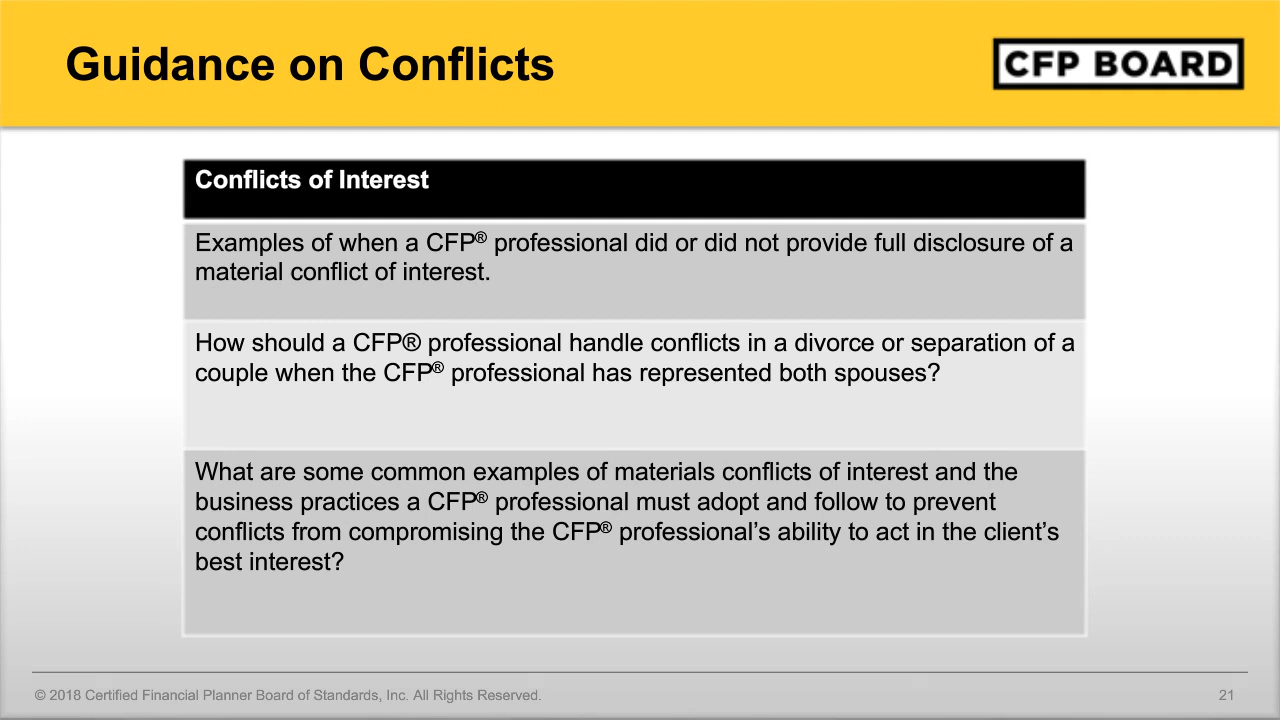 Guidance on Conflicts
CFP BOARD
Conflicts of Interest
Examples of when a CFP® professional did or did not provide full disclosure of a
material conflict of interest.
How should a CFP® professional handle conflicts in a divorce or separation of a
couple when the CFP® professional has represented both spouses?
What are some common examples of materials conflicts of interest and the
business practices a CFP® professional must adopt and follow to prevent
conflicts from compromising the CFP® professional’s ability to act in the client’s
best interest?
© 2018 Certified Financial Planner Board of Standards, Inc. All Rights Reserved.
21